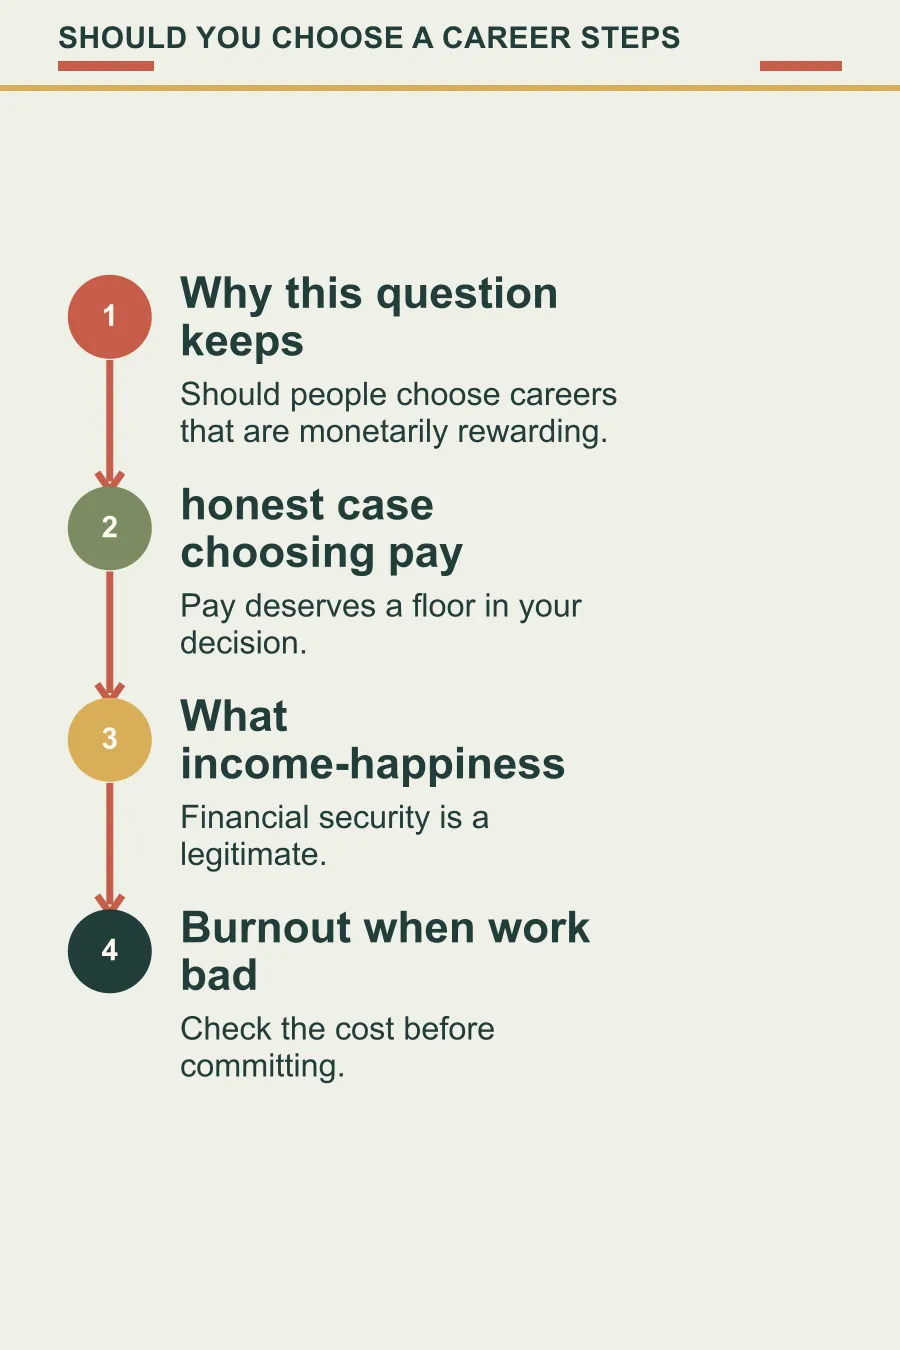 SHOULD YOU CHOOSE A CAREER STEPS
1
Why this question
keeps
Should people choose careers
that are monetarily rewarding.
2
honest case
choosing pay
Pay deserves a floor in your
decision.
3
What
income-happiness
Financial security is a
legitimate.
4
Burnout when work
bad
Check the cost before
committing.